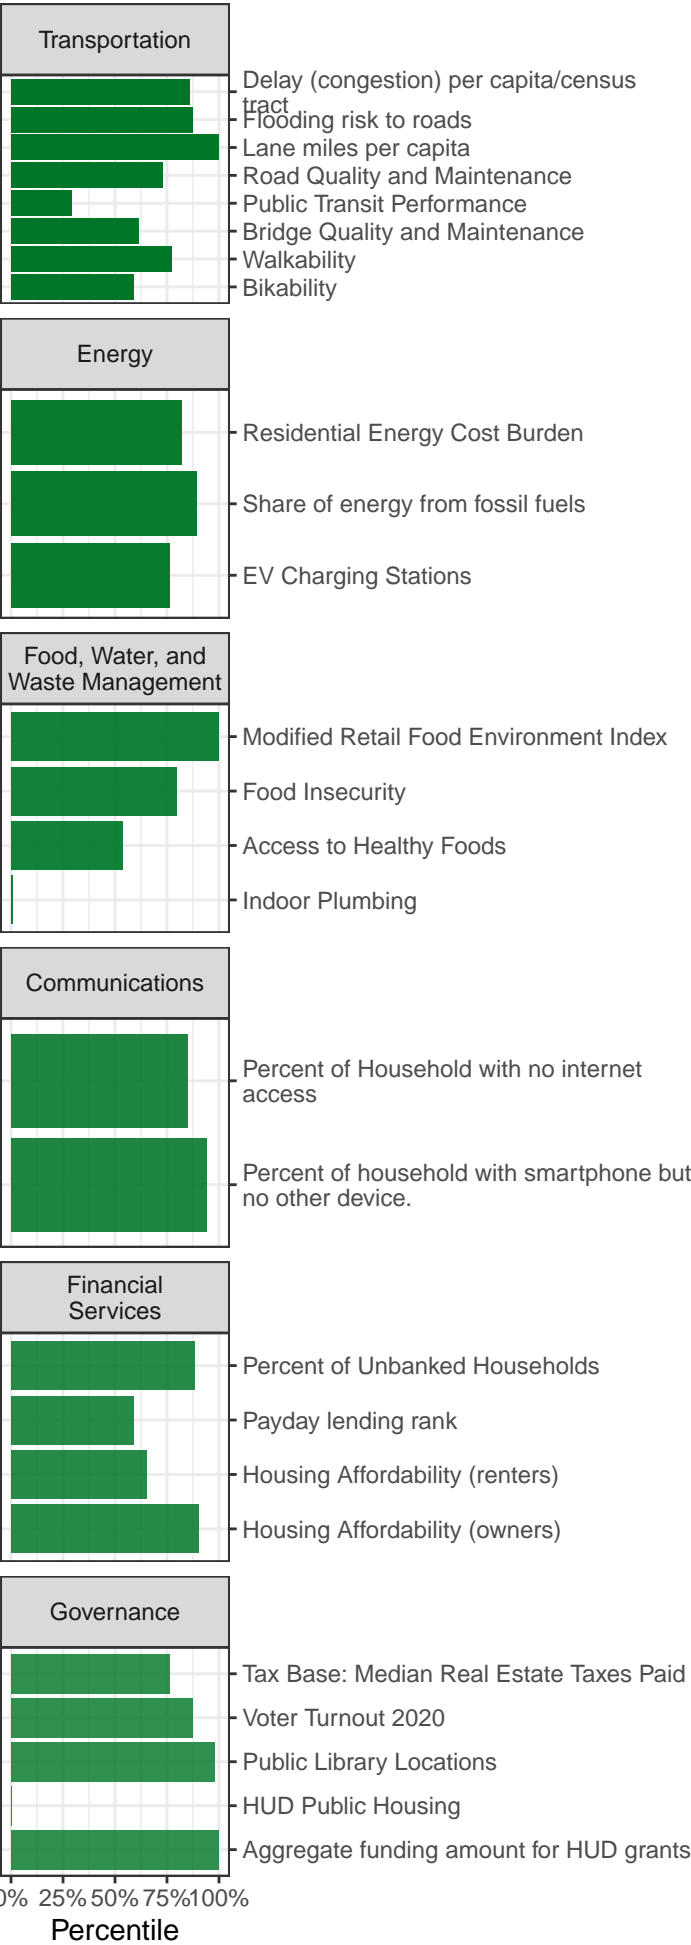 Transportation
Delay (congestion) per capita/census
tract
Flooding risk to roads
Lane miles per capita
Road Quality and Maintenance
Public Transit Performance
Bridge Quality and Maintenance
Walkability
Bikability
Energy
Residential Energy Cost Burden
Share of energy from fossil fuels
EV Charging Stations
Food, Water, and
Waste Management
Modified Retail Food Environment Index
Food Insecurity
Access to Healthy Foods
Indoor Plumbing
Communications
Percent of Household with no internet
access
Percent of household with smartphone but
no other device.
Financial
Services
Percent of Unbanked Households
Payday lending rank
Housing Affordability (renters)
Housing Affordability (owners)
Governance
Tax Base: Median Real Estate Taxes Paid
Voter Turnout 2020
Public Library Locations
HUD Public Housing
Aggregate funding amount for HUD grants
0% 25% 50% 75% 100%
Percentile